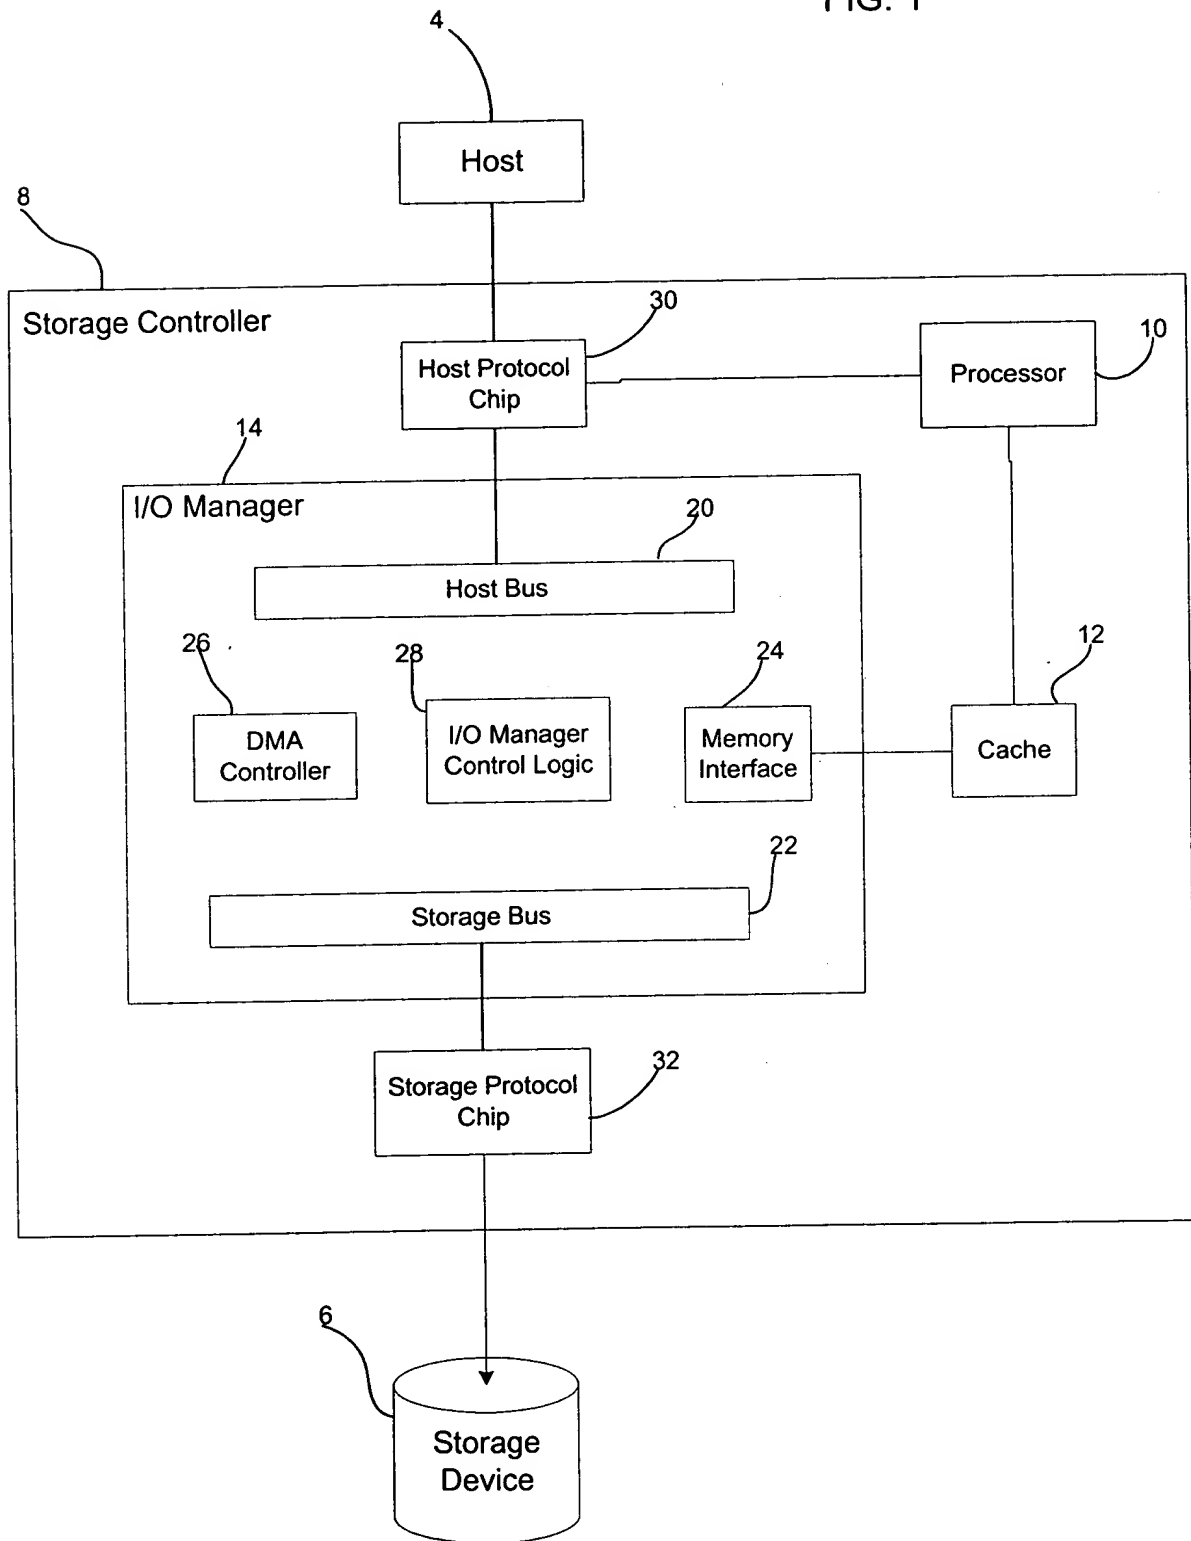 FIG. 1
4
Host
8
Storage Controller
30
Host Protocol
Chip
10
Processor
14
I/O Manager
20
Host Bus
26
DMA
Controller
28
I/O Manager
Control Logic
24
Memory
Interface
12
Cache
22
Storage Bus
32
Storage Protocol
Chip
6
Storage
Device